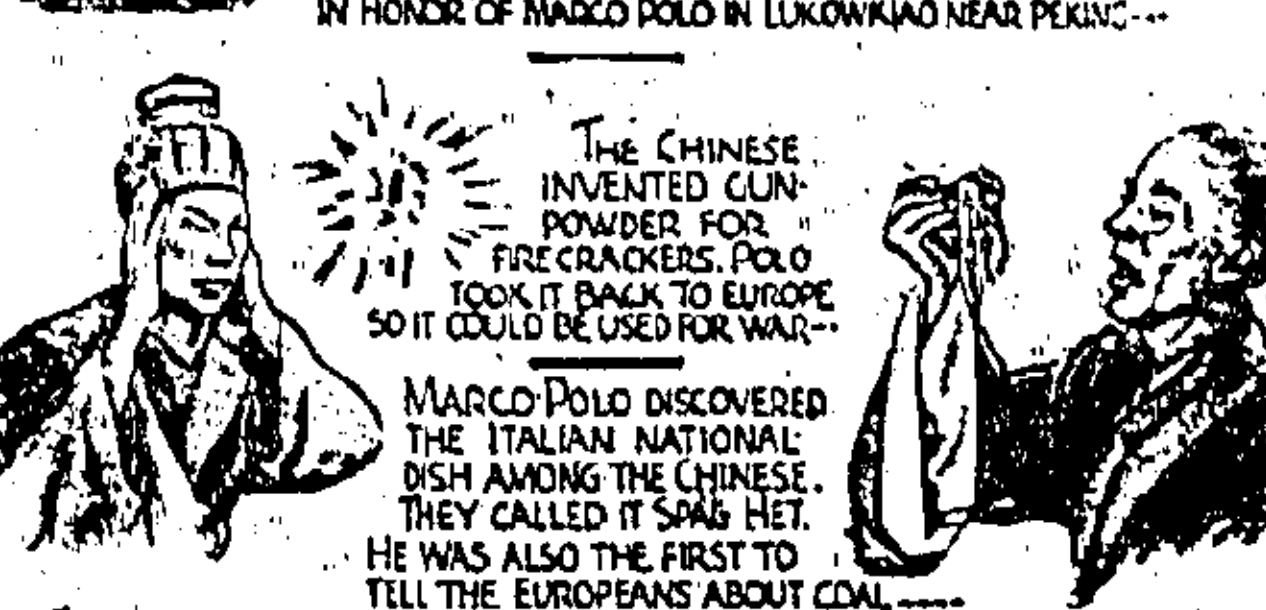 IN HONOR OF MARCO POLO IN LUKOWKIAO NEAR PEKING---
THE CHINESE
INVENTED GUN-
POWDER FOR
FIRECRACKERS. POLO
TOOK IT BACK TO EUROPE
SO IT COULD BE USED FOR WAR--
MARCO POLO DISCOVERED
THE ITALIAN NATIONAL
DISH AMONG THE CHINESE.
THEY CALLED IT SPAG HET.
HE WAS ALSO THE FIRST TO
TELL THE EUROPEANS ABOUT COAL----